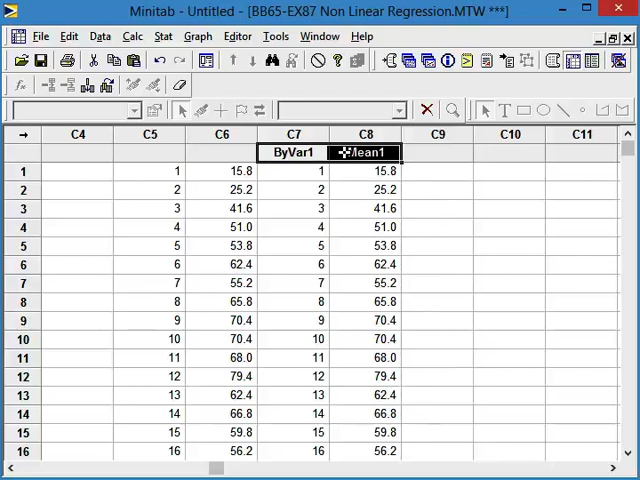 Minitab - Untitled - [BB65-EX87 Non Linear Regression.MTW ***]
File Edit Data Calc Stat Graph Editor Tools Window Help
C4 C5 C6 C7 C8 C9 C10 C11
ByVar1 Mean1
1 1 15.8 1 15.8
2 2 25.2 2 25.2
3 3 41.6 3 41.6
4 4 51.0 4 51.0
5 5 53.8 5 53.8
6 6 62.4 6 62.4
7 7 55.2 7 55.2
8 8 65.8 8 65.8
9 9 70.4 9 70.4
10 10 70.4 10 70.4
11 11 68.0 11 68.0
12 12 79.4 12 79.4
13 13 62.4 13 62.4
14 14 66.8 14 66.8
15 15 59.8 15 59.8
16 16 56.2 16 56.2